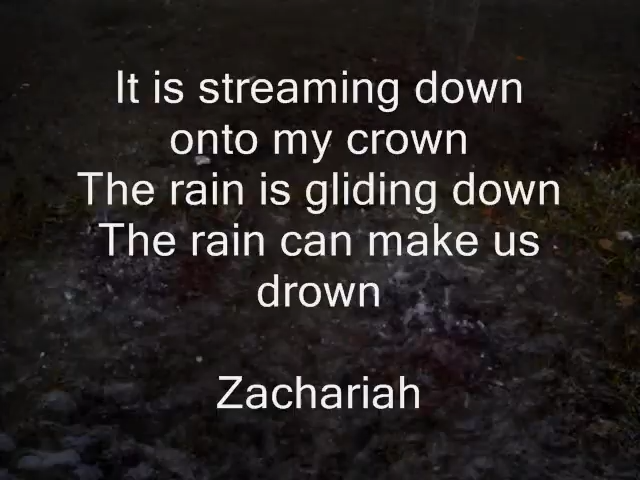 It is streaming down
onto my crown
The rain is gliding down
The rain can make us
drown
Zachariah